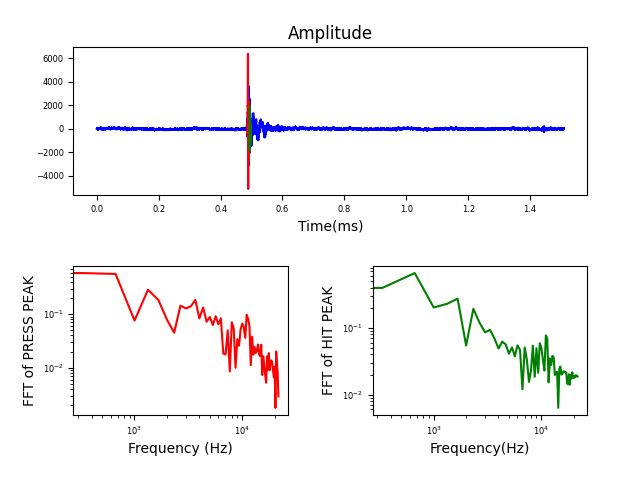 Amplitude
6000
4000
2000
0
−2000
−4000
0.0 0.2 0.4 0.6 0.8 1.0 1.2 1.4
Time(ms)
FFT of PRESS PEAK
10⁻¹
10⁻²
10³ 10⁴
Frequency (Hz)
FFT of HIT PEAK
10⁻¹
10⁻²
10³ 10⁴
Frequency(Hz)